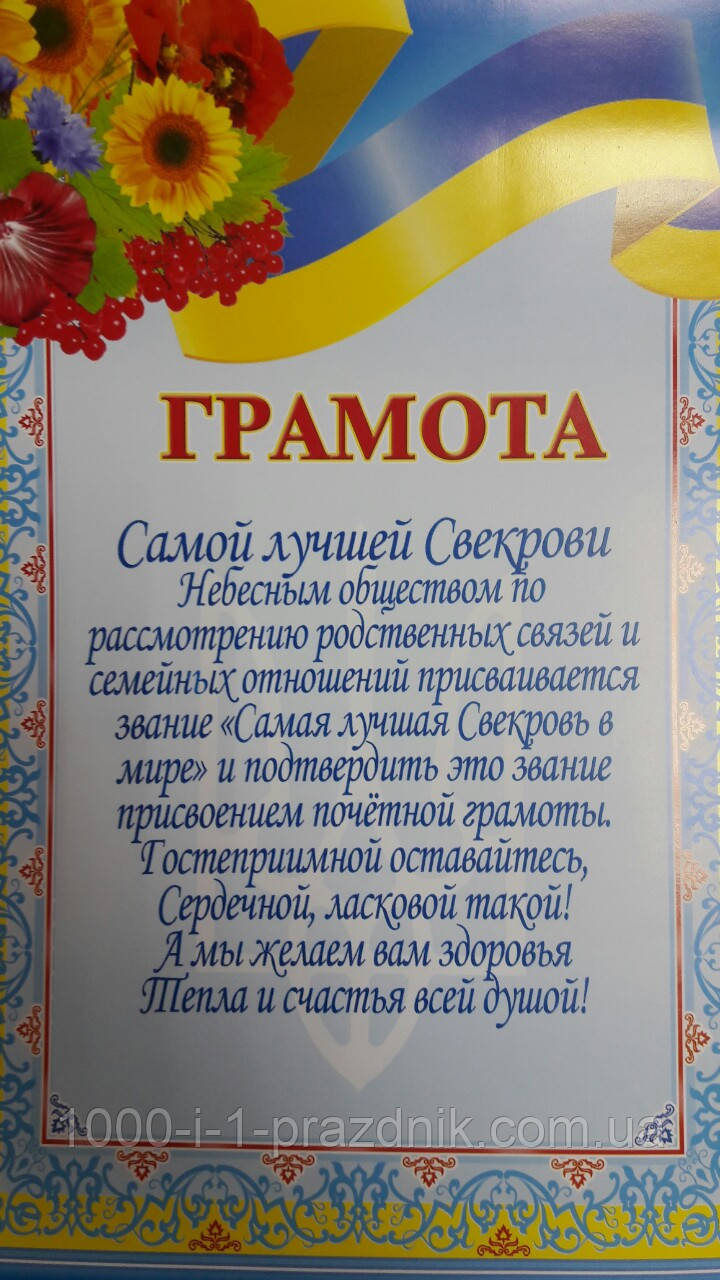 ГРАМОТА
Самой лучшей Свекрови
Небесным обществом по
рассмотрению родственных связей и
семейных отношений присваивается
звание «Самая лучшая Свекровь в
мире» и подтвердить это звание
присвоением почётной грамоты.
Гостеприимной оставайтесь,
Сердечной, ласковой такой!
А мы желаем вам здоровья
Тепла и счастья всей душой!
1000-i-1-prazdnik.com.ua